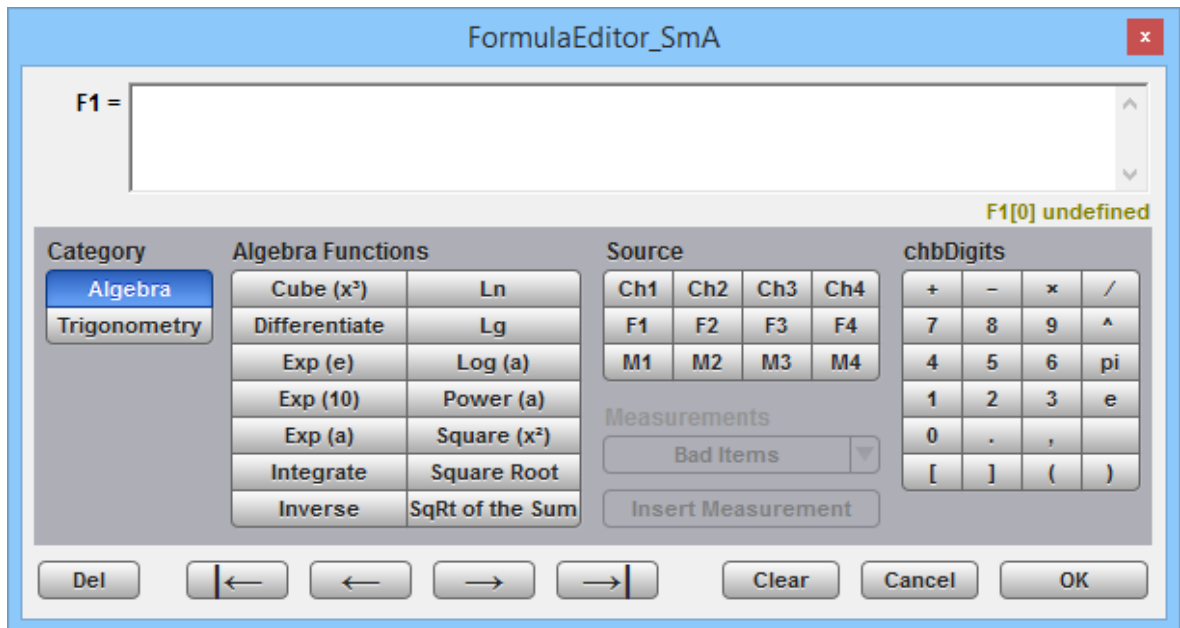 FormulaEditor_SmA
x
F1 =
F1[0] undefined
Category Algebra Functions Source chbDigits
Algebra Cube (x³) Ln Ch1 Ch2 Ch3 Ch4 + − × /
Trigonometry Differentiate Lg F1 F2 F3 F4 7 8 9 ^
Exp (e) Log (a) M1 M2 M3 M4 4 5 6 pi
Exp (10) Power (a) 1 2 3 e
Measurements
Exp (a) Square (x²) 0 . ,
Bad Items
Integrate Square Root [ ] ( )
Inverse SqRt of the Sum Insert Measurement
Del |← ← → →| Clear Cancel OK